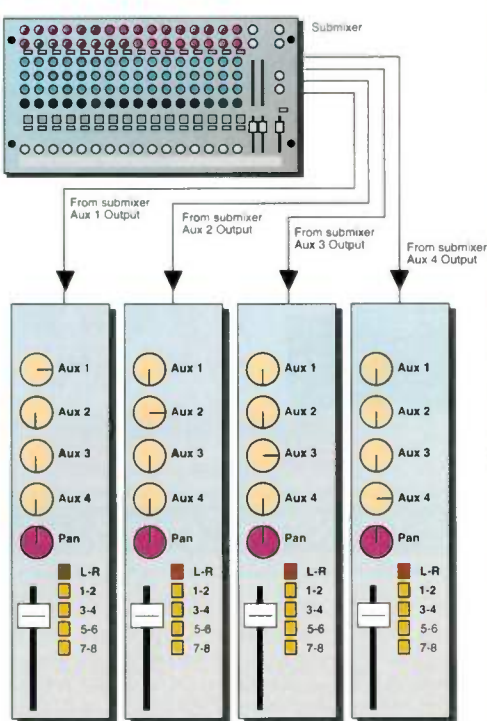 Submixer
From submixer
Aux 1 Output
From submixer
Aux 2 Output
From submixer
Aux 3 Output
From submixer
Aux 4 Output
Aux 1
Aux 2
Aux 3
Aux 4
Pan
L-R
1-2
3-4
5-6
7-8
Aux 1
Aux 2
Aux 3
Aux 4
Pan
L-R
1-2
3-4
5-6
7-8
Aux 1
Aux 2
Aux 3
Aux 4
Pan
L-R
1-2
3-4
5-6
7-8
Aux 1
Aux 2
Aux 3
Aux 4
Pan
L-R
1-2
3-4
5-6
7-8